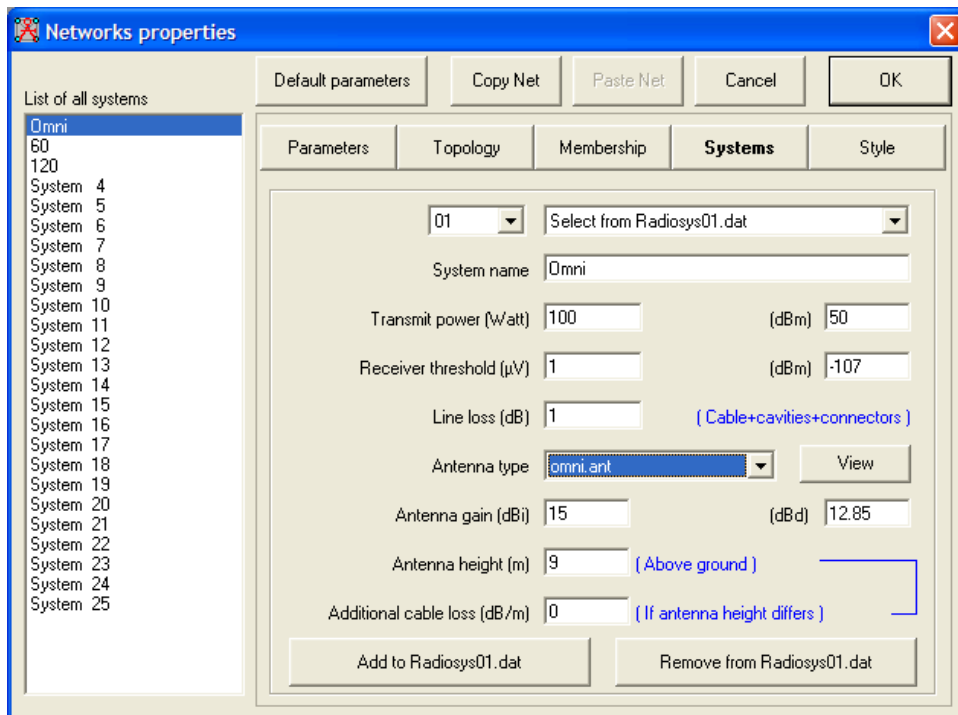 Networks properties
Default parameters Copy Net Paste Net Cancel OK
List of all systems
Omni
60
120
System 4
System 5
System 6
System 7
System 8
System 9
System 10
System 11
System 12
System 13
System 14
System 15
System 16
System 17
System 18
System 19
System 20
System 21
System 22
System 23
System 24
System 25
Parameters Topology Membership Systems Style
01 Select from Radiosys01.dat
System name Omni
Transmit power (Watt) 100 (dBm) 50
Receiver threshold (µV) 1 (dBm) -107
Line loss (dB) 1 ( Cable+cavities+connectors )
Antenna type omni.ant View
Antenna gain (dBi) 15 (dBd) 12.85
Antenna height (m) 9 ( Above ground )
Additional cable loss (dB/m) 0 ( If antenna height differs )
Add to Radiosys01.dat Remove from Radiosys01.dat